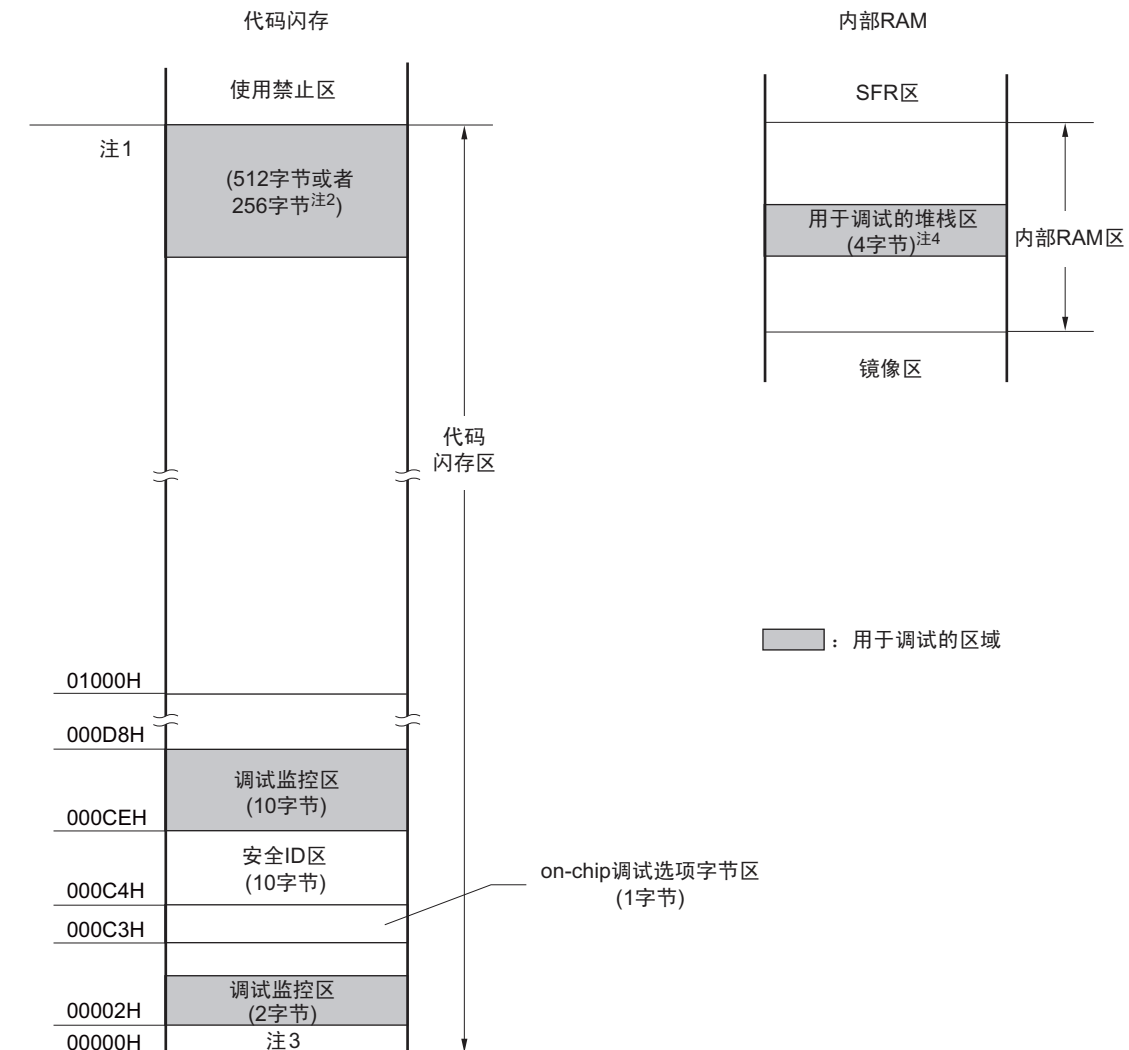 代码闪存
使用禁止区
注1
(512字节或者
256字节注2)
代码
闪存区
01000H
000D8H
调试监控区
(10字节)
000CEH
安全ID区
(10字节)
000C4H
000C3H
on-chip调试选项字节区
(1字节)
调试监控区
(2字节)
00002H
00000H
注3
内部RAM
SFR区
用于调试的堆栈区
(4字节)注4
内部RAM区
镜像区
：用于调试的区域